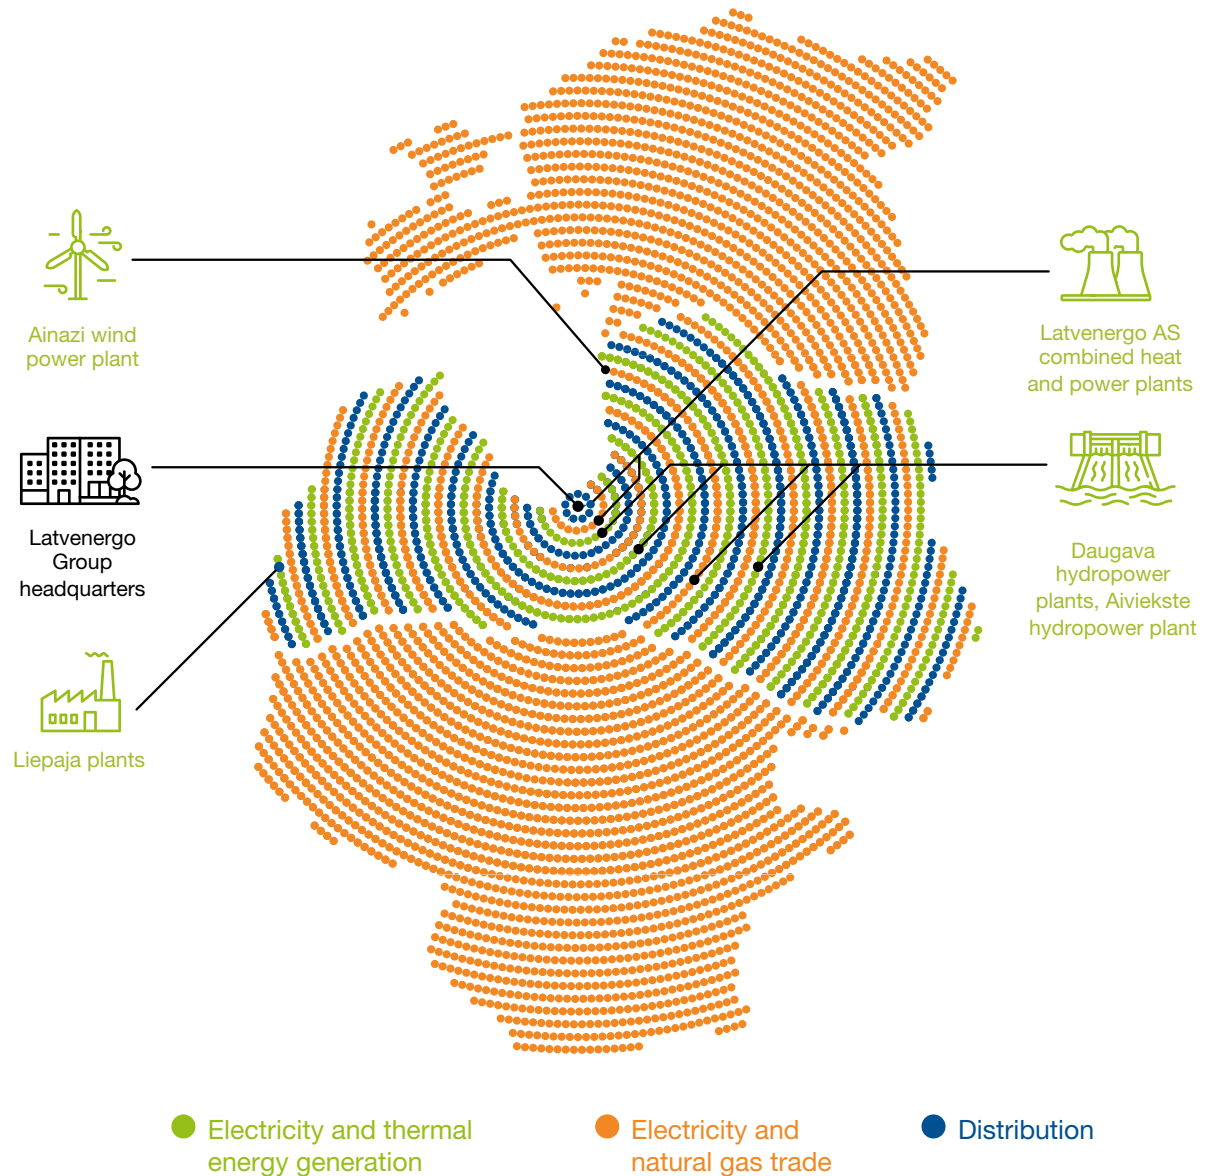 Ainazi wind
power plant
Latvenergo
Group
headquarters
Liepaja plants
Latvenergo AS
combined heat
and power plants
Daugava
hydropower
plants, Aiviekste
hydropower plant
Electricity and thermal
energy generation
Electricity and
natural gas trade
Distribution